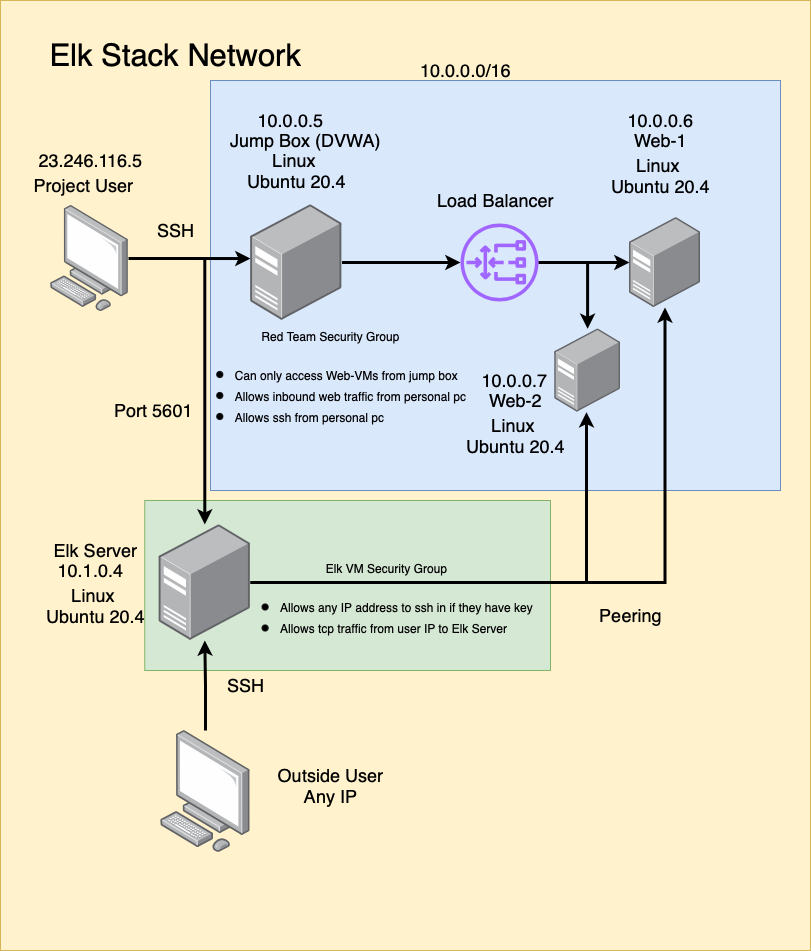 Elk Stack Network
10.0.0.0/16
10.0.0.5
Jump Box (DVWA)
Linux
Ubuntu 20.4
10.0.0.6
Web-1
Linux
Ubuntu 20.4
23.246.116.5
Project User
SSH
Load Balancer
Red Team Security Group
Can only access Web-VMs from jump box
Allows inbound web traffic from personal pc
Allows ssh from personal pc
10.0.0.7
Web-2
Linux
Ubuntu 20.4
Port 5601
Elk Server
10.1.0.4
Linux
Ubuntu 20.4
Elk VM Security Group
Allows any IP address to ssh in if they have key
Allows tcp traffic from user IP to Elk Server
Peering
SSH
Outside User
Any IP